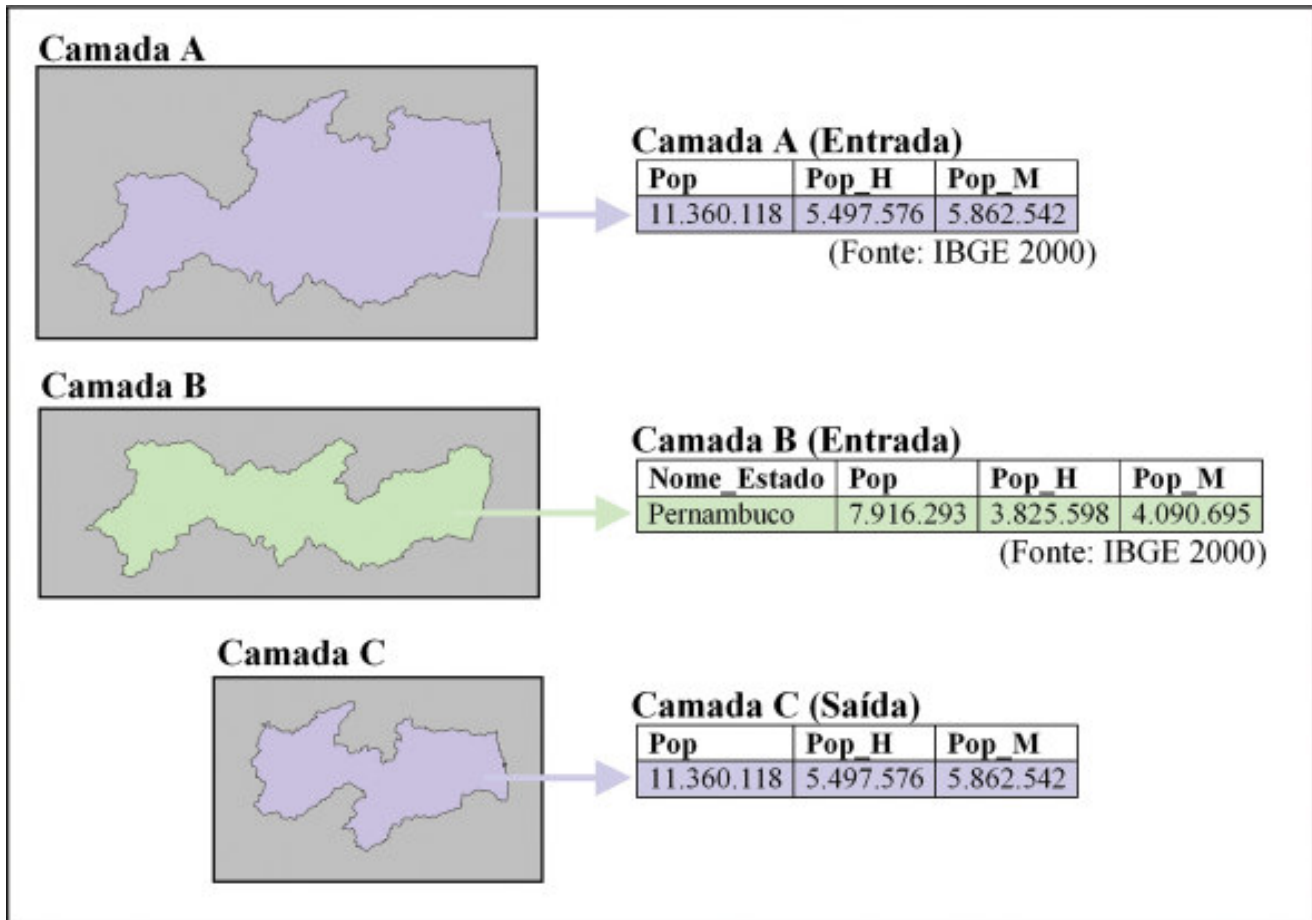 Camada A
Camada A (Entrada)
Pop Pop_H Pop_M
11.360.118 5.497.576 5.862.542
(Fonte: IBGE 2000)
Camada B
Camada B (Entrada)
Nome_Estado Pop Pop_H Pop_M
Pernambuco 7.916.293 3.825.598 4.090.695
(Fonte: IBGE 2000)
Camada C
Camada C (Saída)
Pop Pop_H Pop_M
11.360.118 5.497.576 5.862.542